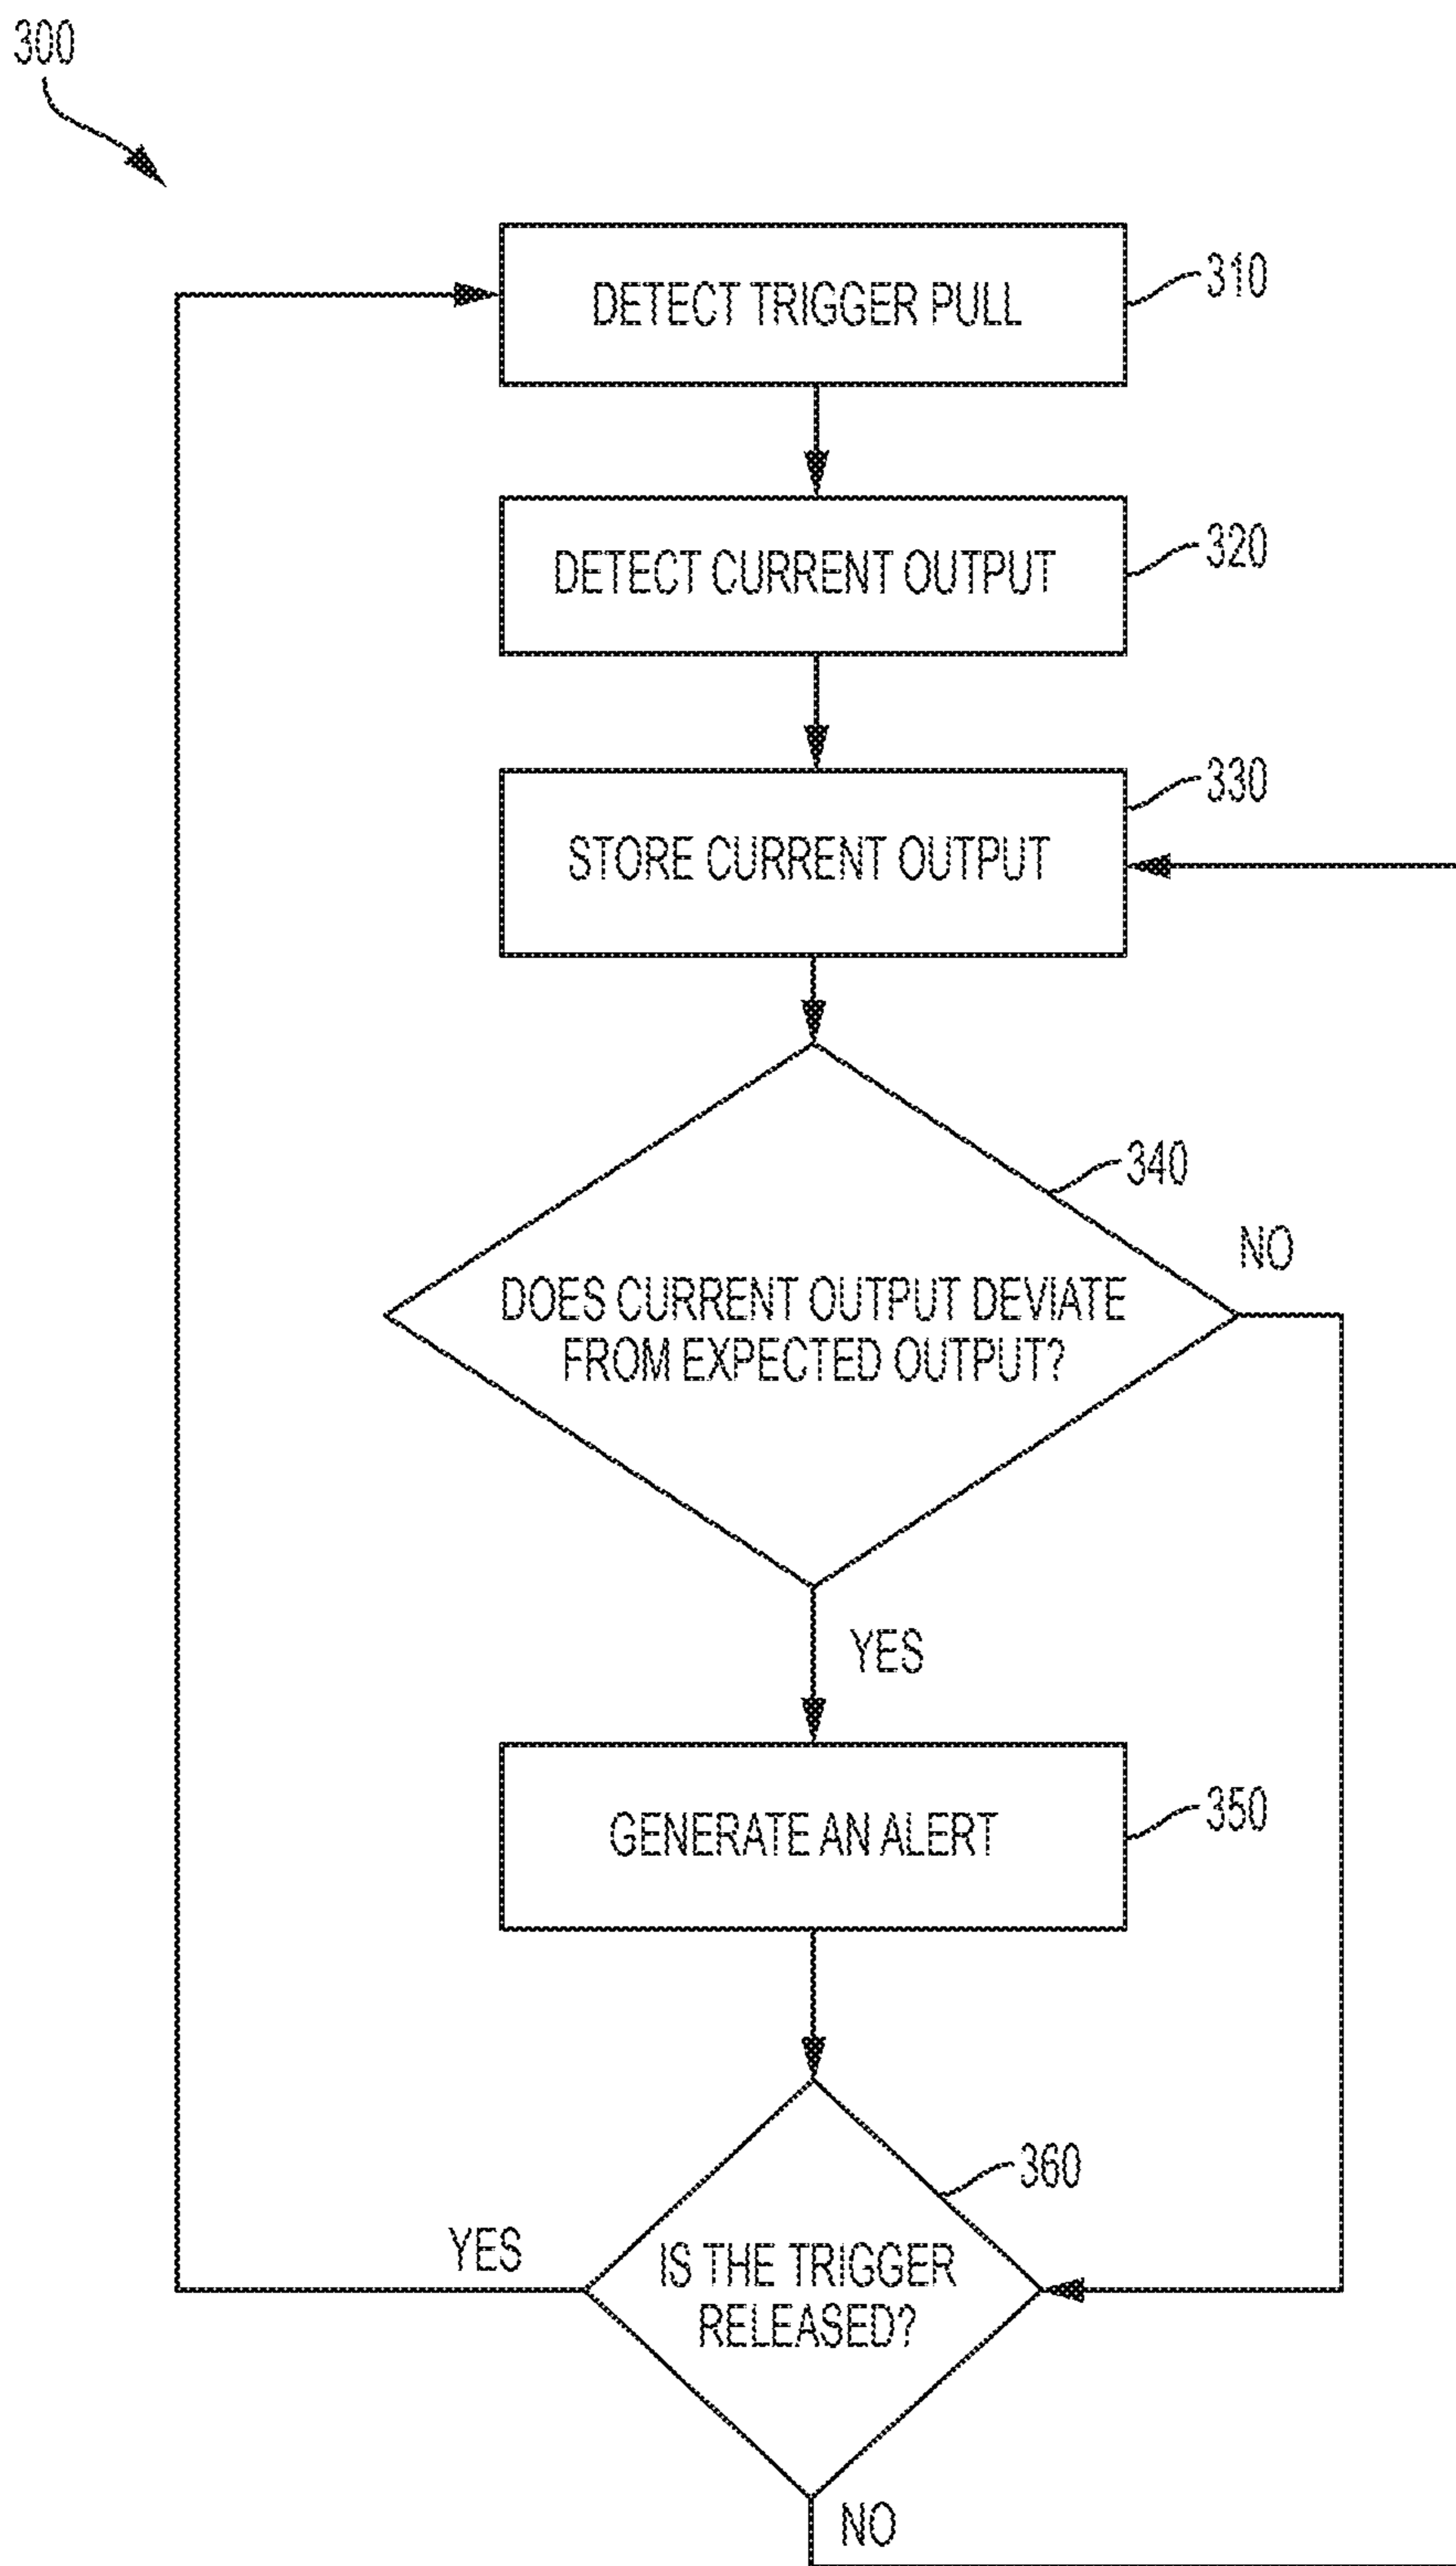 300
DETECT TRIGGER PULL
310
DETECT CURRENT OUTPUT
320
330
STORE CURRENT OUTPUT
340
NO
DOES CURRENT OUTPUT DEVIATE
FROM EXPECTED OUTPUT?
YES
GENERATE AN ALERT
350
360
YES
IS THE TRIGGER
RELEASED?
NO